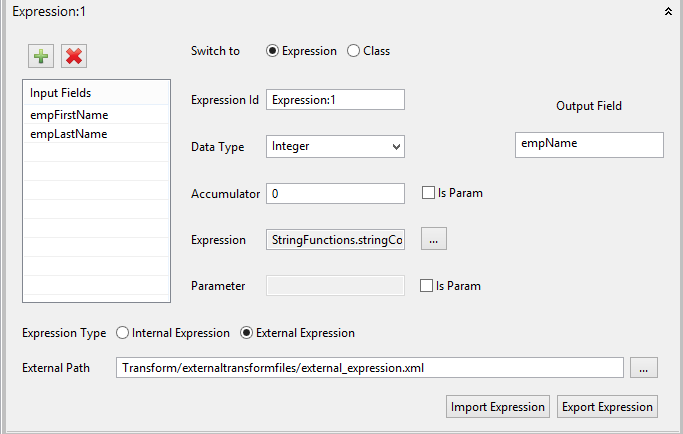 Expression:1
Switch to Expression Class
Input Fields
empFirstName
empLastName
Expression Id Expression:1
Data Type Integer
Accumulator 0 Is Param
Expression StringFunctions.stringCo ...
Parameter Is Param
Output Field
empName
Expression Type Internal Expression External Expression
External Path Transform/externaltransformfiles/external_expression.xml ...
Import Expression Export Expression